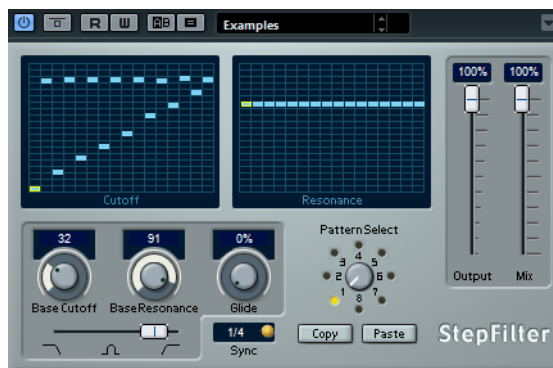 R W AB Examples
100% 100%
Cutoff Resonance
32 91 0%
Base Cutoff Base Resonance Glide
Pattern Select
1 2 3 4 5 6 7 8
Output Mix
1/4
Sync
Copy Paste
StepFilter